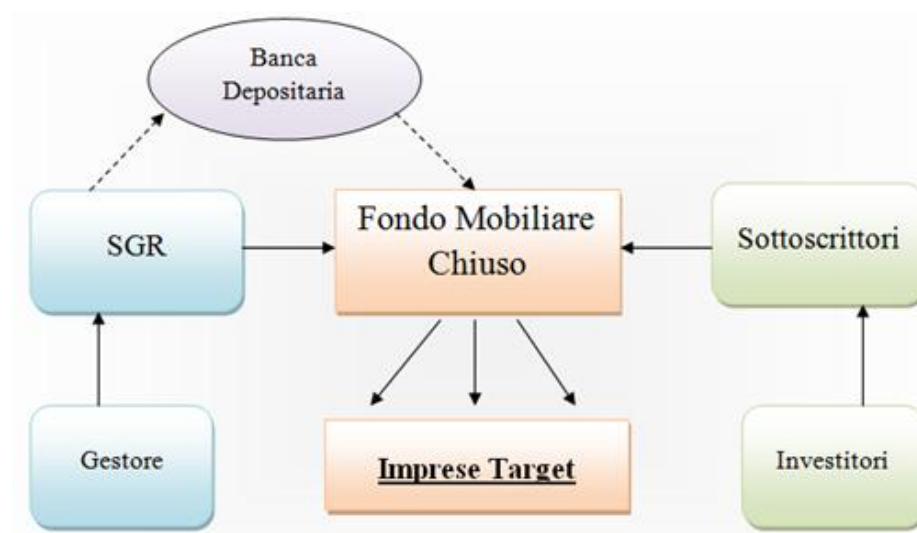 Banca
Depositaria
SGR
Fondo Mobiliare
Chiuso
Sottoscrittori
Gestore
Imprese Target
Investitori